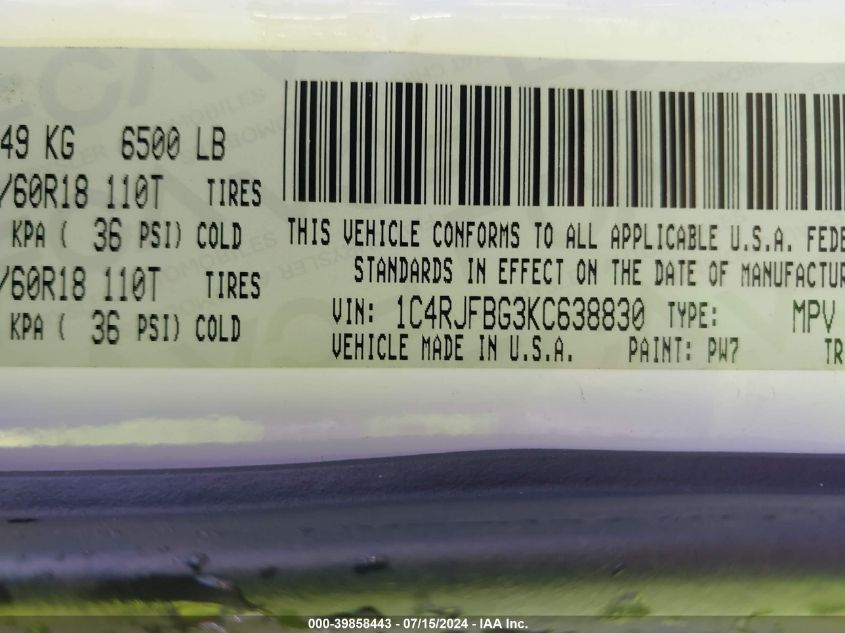 49 KG 6500 LB
/60R18 110T TIRES
KPA ( 36 PSI) COLD
/60R18 110T TIRES
KPA ( 36 PSI) COLD
THIS VEHICLE CONFORMS TO ALL APPLICABLE U.S.A. FEDE
STANDARDS IN EFFECT ON THE DATE OF MANUFACTUR
VIN: 1C4RJFBG3KC638830 TYPE: MPV
VEHICLE MADE IN U.S.A. PAINT: PW7 TR
000-39858443 - 07/15/2024 - IAA Inc.